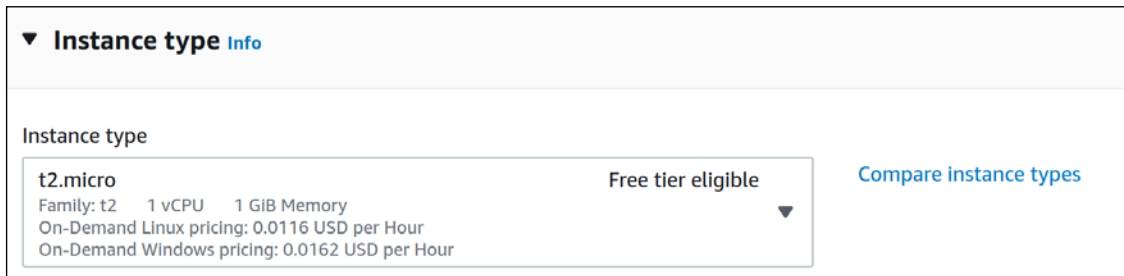 Instance type Info
Instance type
t2.micro Free tier eligible
Compare instance types
Family: t2 1 vCPU 1 GiB Memory
On-Demand Linux pricing: 0.0116 USD per Hour
On-Demand Windows pricing: 0.0162 USD per Hour